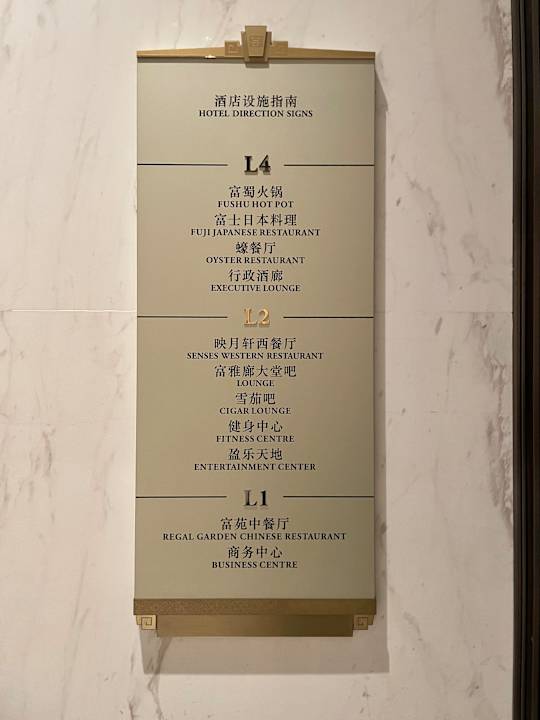 酒店设施指南
HOTEL DIRECTION SIGNS
L4
富蜀火锅
FUSHU HOT POT
富士日本料理
FUJI JAPANESE RESTAURANT
蠔餐厅
OYSTER RESTAURANT
行政酒廊
EXECUTIVE LOUNGE
L2
映月轩西餐厅
SENSES WESTERN RESTAURANT
富雅廊大堂吧
LOUNGE
雪茄吧
CIGAR LOUNGE
健身中心
FITNESS CENTRE
盈乐天地
ENTERTAINMENT CENTER
L1
富苑中餐厅
REGAL GARDEN CHINESE RESTAURANT
商务中心
BUSINESS CENTRE